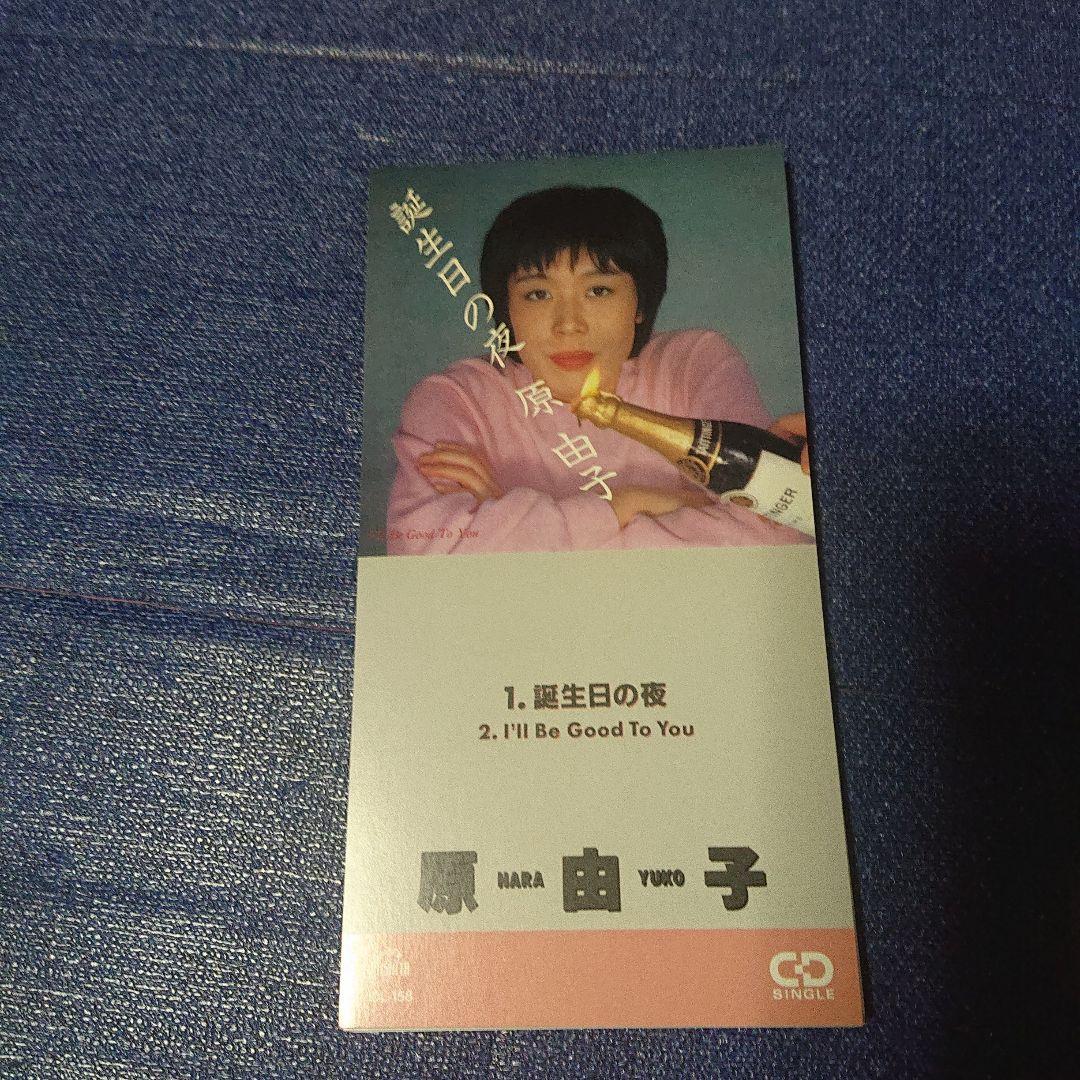 誕生日の夜
原 由子
Be Good To You
1. 誕生日の夜
2. I'll Be Good To You
原 HARA 由 YUKO 子
CD
SINGLE
-158